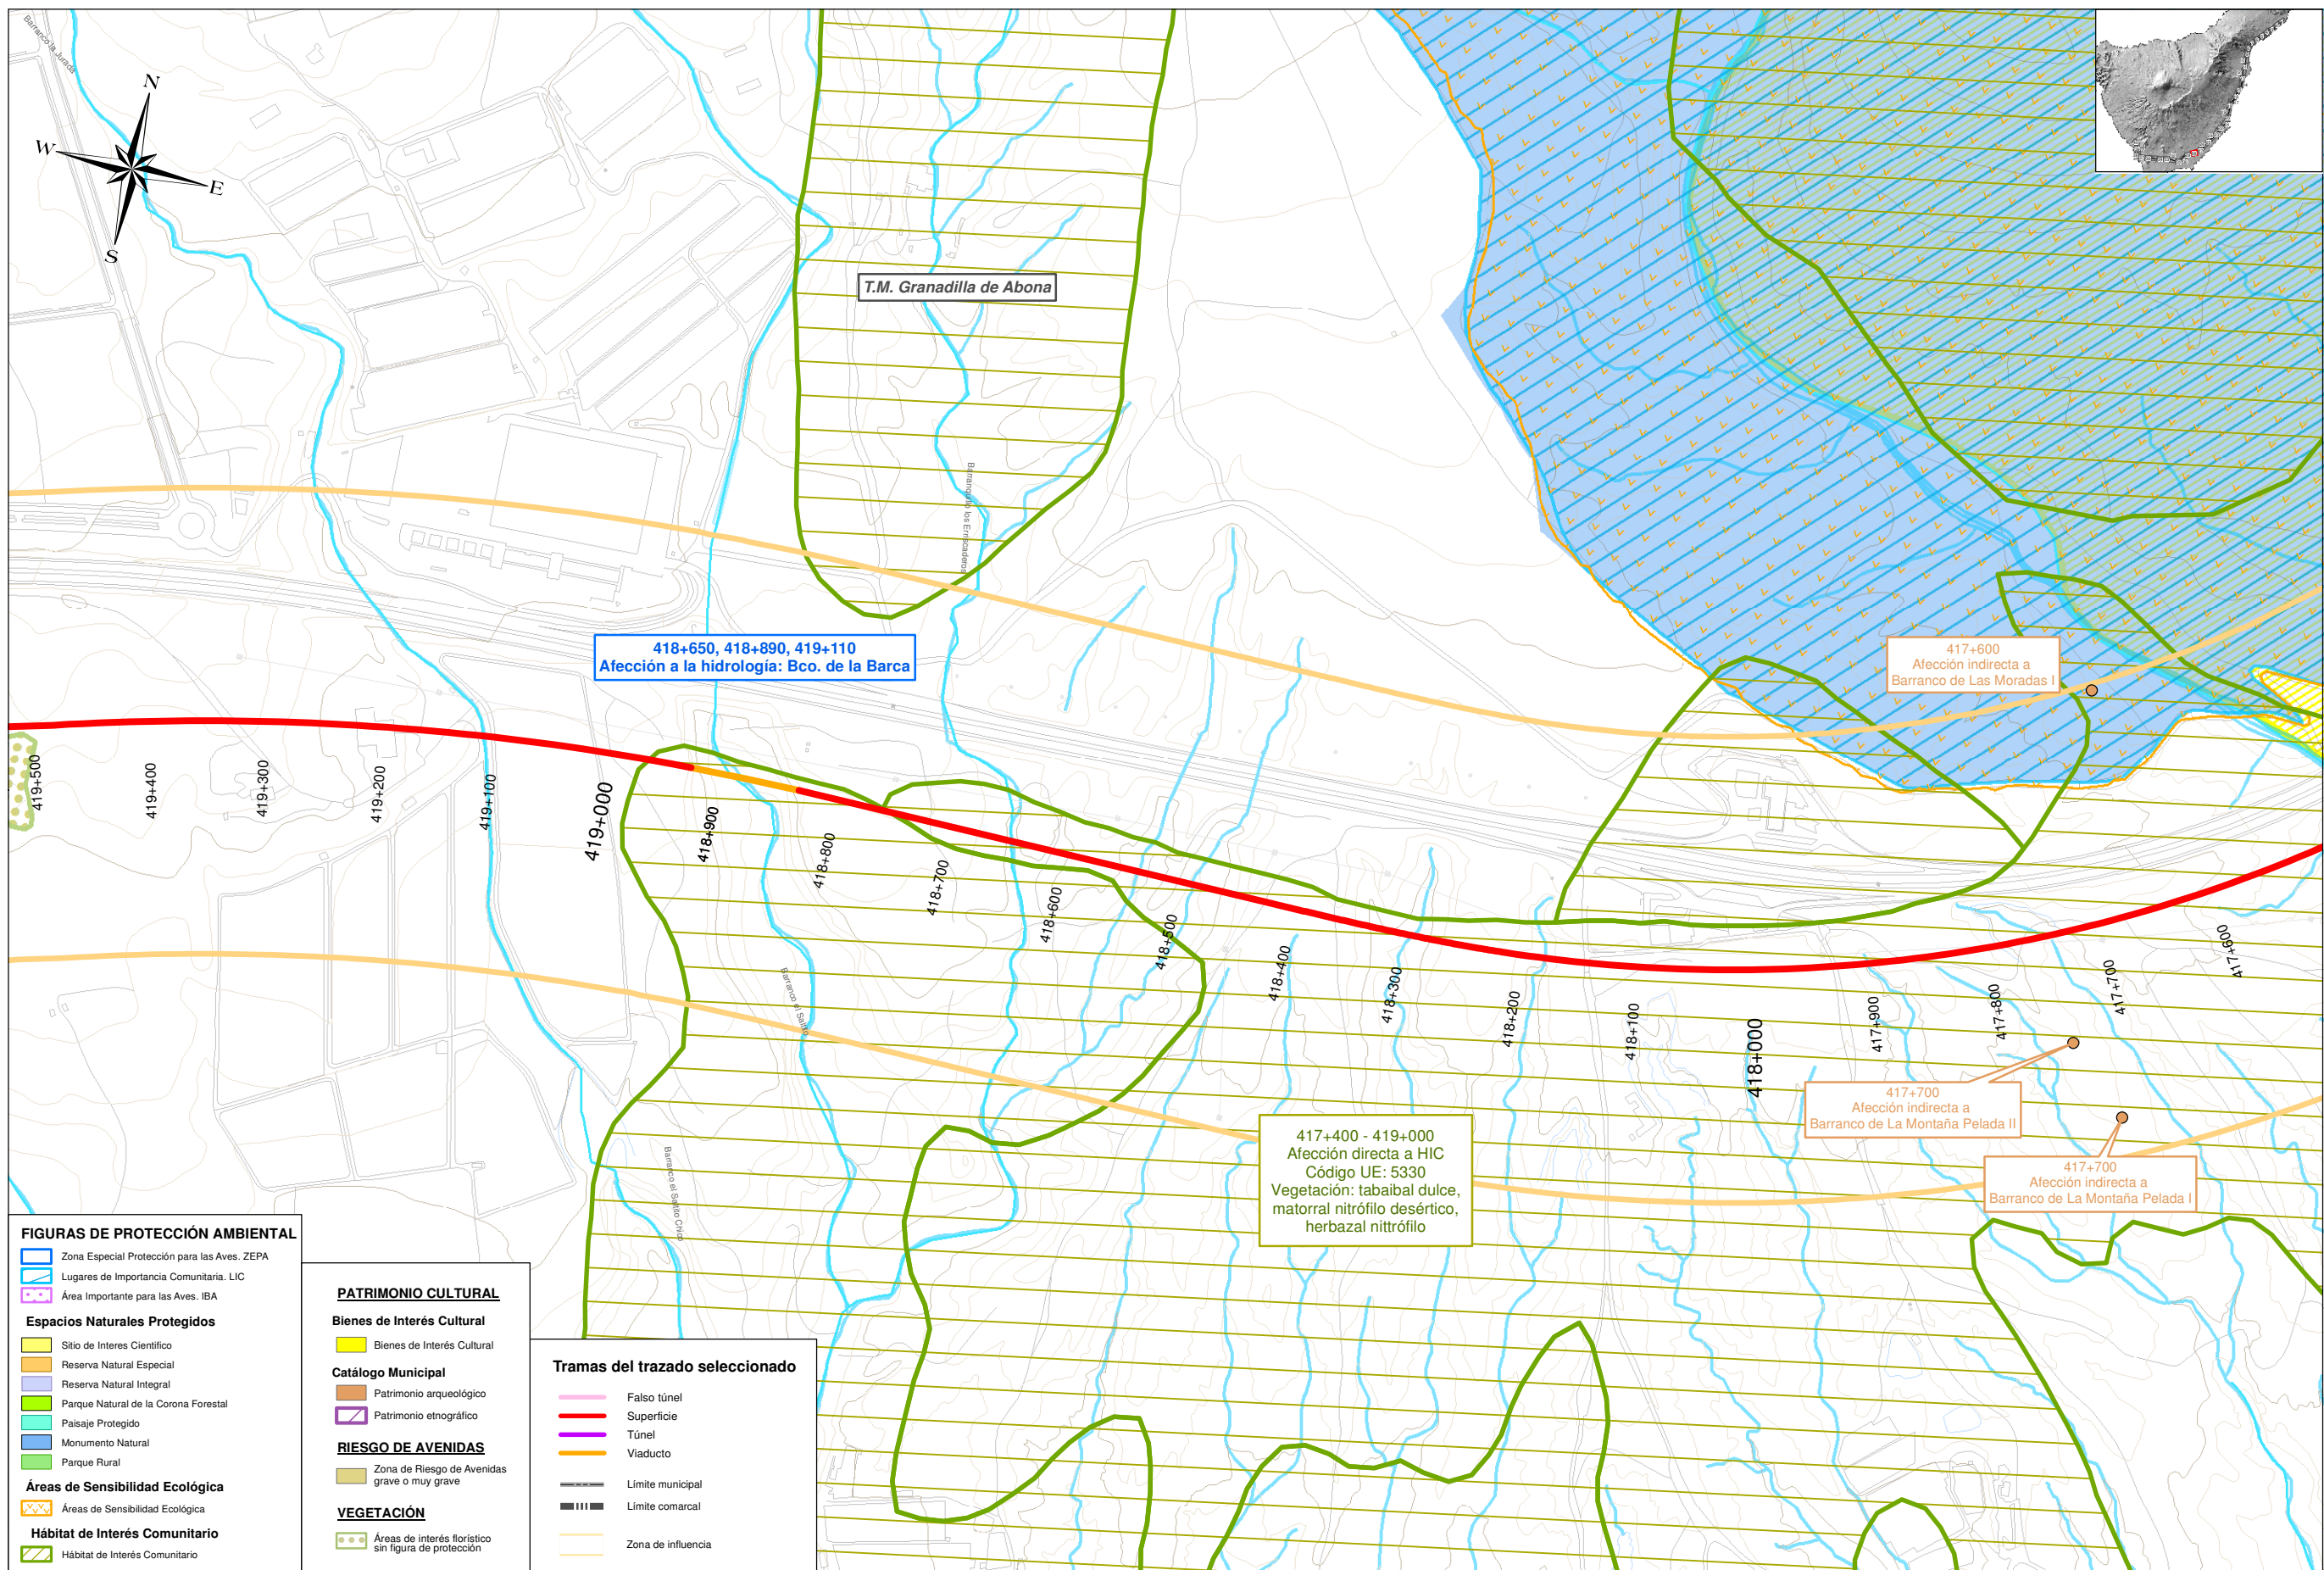 Barranco la Jurada
N
W
E
S
T.M. Granadilla de Abona
Barranquillo los Enriscaderos
418+650, 418+890, 419+110
Afección a la hidrología: Bco. de la Barca
417+600
Afección indirecta a
Barranco de Las Moradas I
419+500
419+400
419+300
419+200
419+100
419+000
418+900
418+800
418+700
418+600
418+500
418+400
418+300
418+200
418+100
418+000
417+900
417+800
417+700
417+600
Barranco el Saltito
Barranco el Saltito Chico
417+700
Afección indirecta a
Barranco de La Montaña Pelada II
417+700
Afección indirecta a
Barranco de La Montaña Pelada I
417+400 - 419+000
Afección directa a HIC
Código UE: 5330
Vegetación: tabaibal dulce,
matorral nitrófilo desértico,
herbazal nittrófilo
FIGURAS DE PROTECCIÓN AMBIENTAL
Zona Especial Protección para las Aves. ZEPA
Lugares de Importancia Comunitaria. LIC
Área Importante para las Aves. IBA
Espacios Naturales Protegidos
Sitio de Interes Cientifico
Reserva Natural Especial
Reserva Natural Integral
Parque Natural de la Corona Forestal
Paisaje Protegido
Monumento Natural
Parque Rural
Áreas de Sensibilidad Ecológica
Áreas de Sensibilidad Ecológica
Hábitat de Interés Comunitario
Hábitat de Interés Comunitario
PATRIMONIO CULTURAL
Bienes de Interés Cultural
Bienes de Interés Cultural
Catálogo Municipal
Patrimonio arqueológico
Patrimonio etnográfico
RIESGO DE AVENIDAS
Zona de Riesgo de Avenidas
grave o muy grave
VEGETACIÓN
Áreas de interés florístico
sin figura de protección
Tramas del trazado seleccionado
Falso túnel
Superficie
Túnel
Viaducto
Límite municipal
Límite comarcal
Zona de influencia